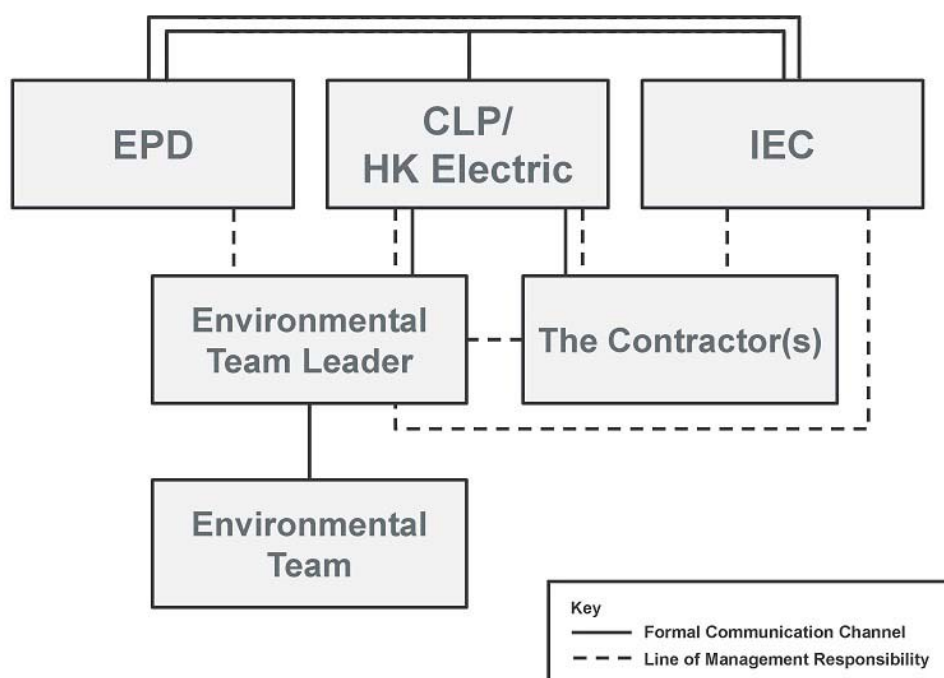 EPD
CLP/
HK Electric
IEC
Environmental
Team Leader
The Contractor(s)
Environmental
Team
Key
Formal Communication Channel
Line of Management Responsibility